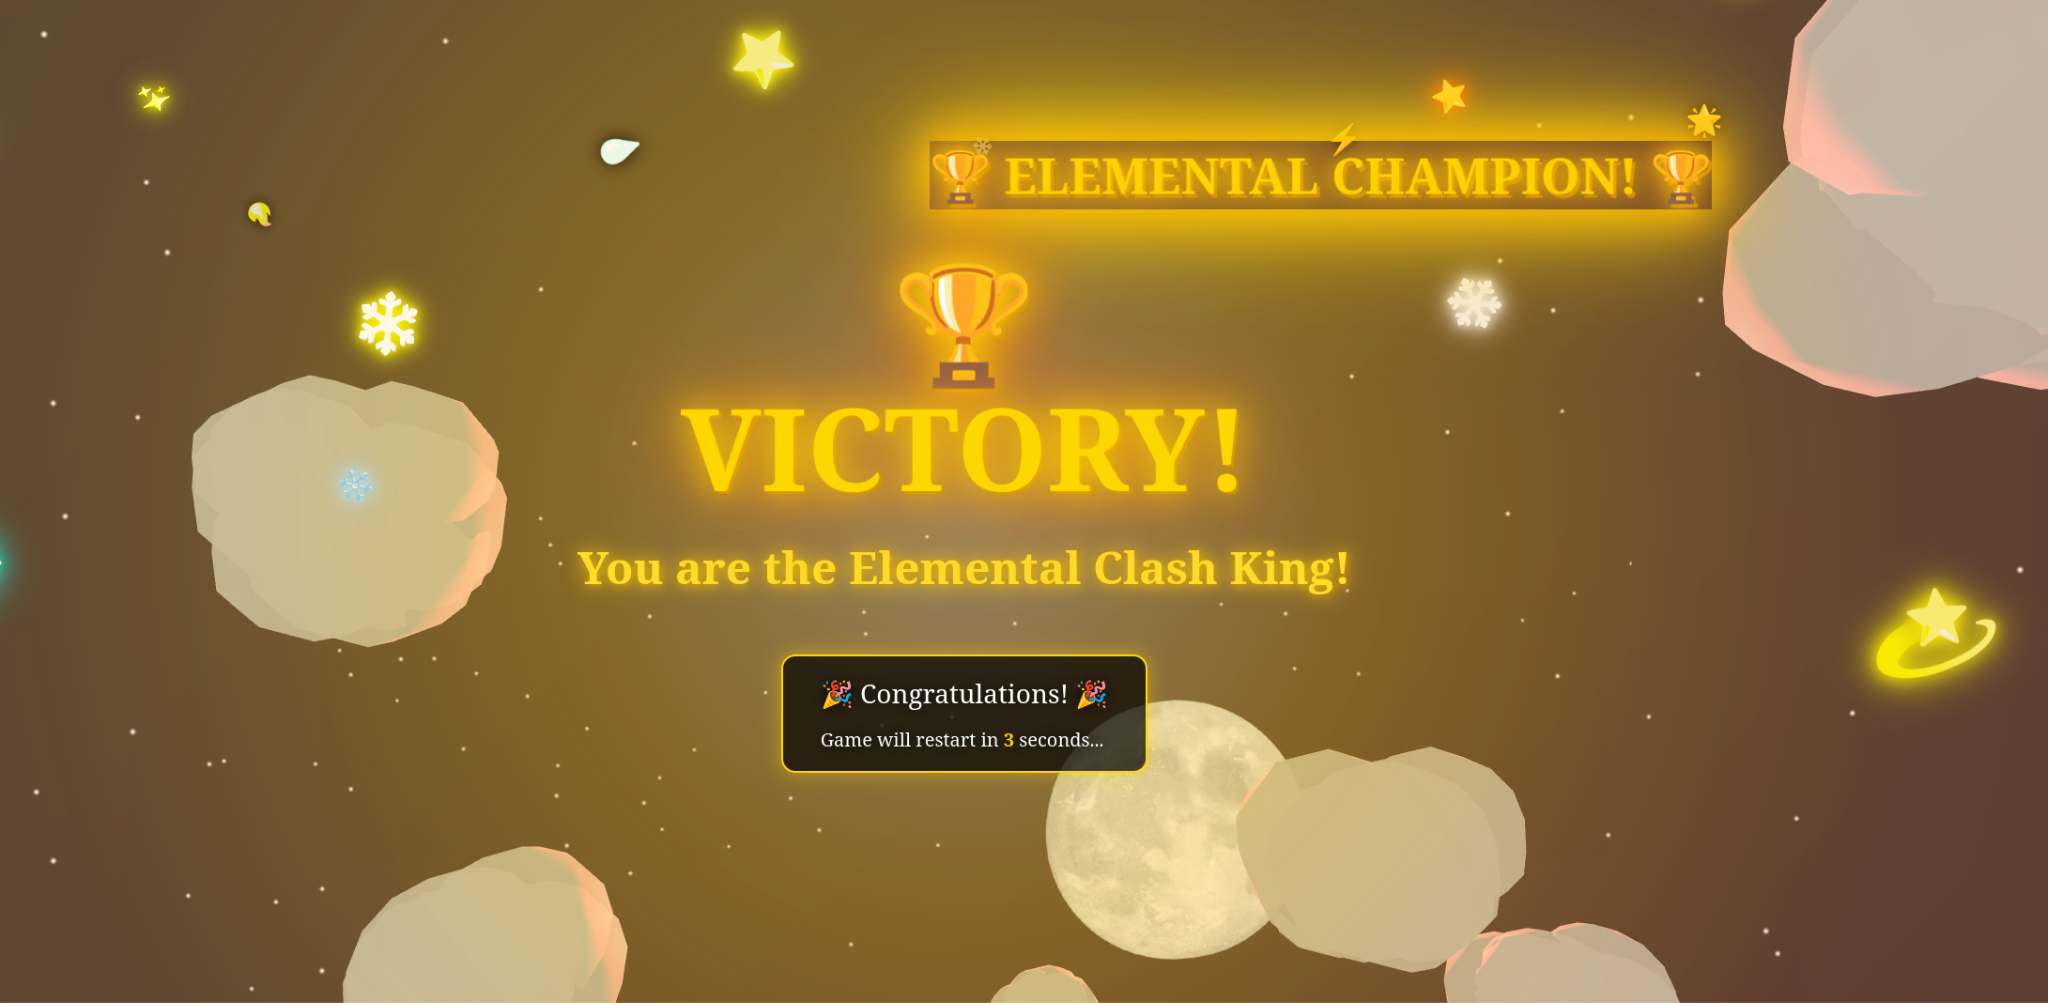 🏆 ELEMENTAL CHAMPION! 🏆
VICTORY!
You are the Elemental Clash King!
🎉 Congratulations! 🎉
Game will restart in 3 seconds...